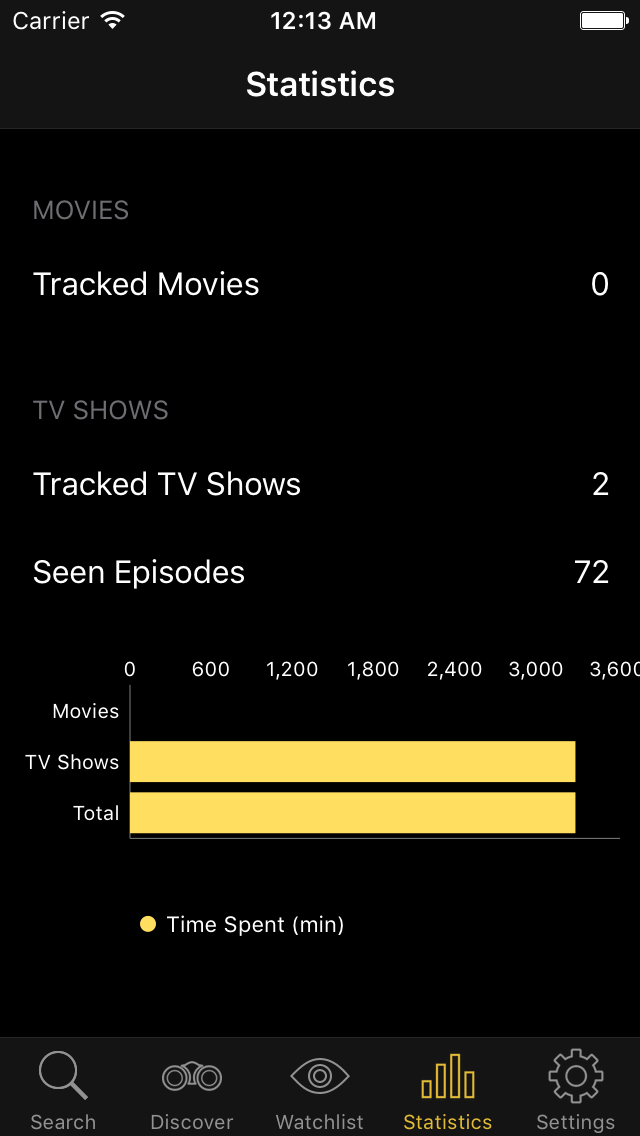 Carrier 12:13 AM
Statistics
MOVIES
Tracked Movies 0
TV SHOWS
Tracked TV Shows 2
Seen Episodes 72
0 600 1,200 1,800 2,400 3,000 3,600
Movies
TV Shows
Total
Time Spent (min)
Search Discover Watchlist Statistics Settings